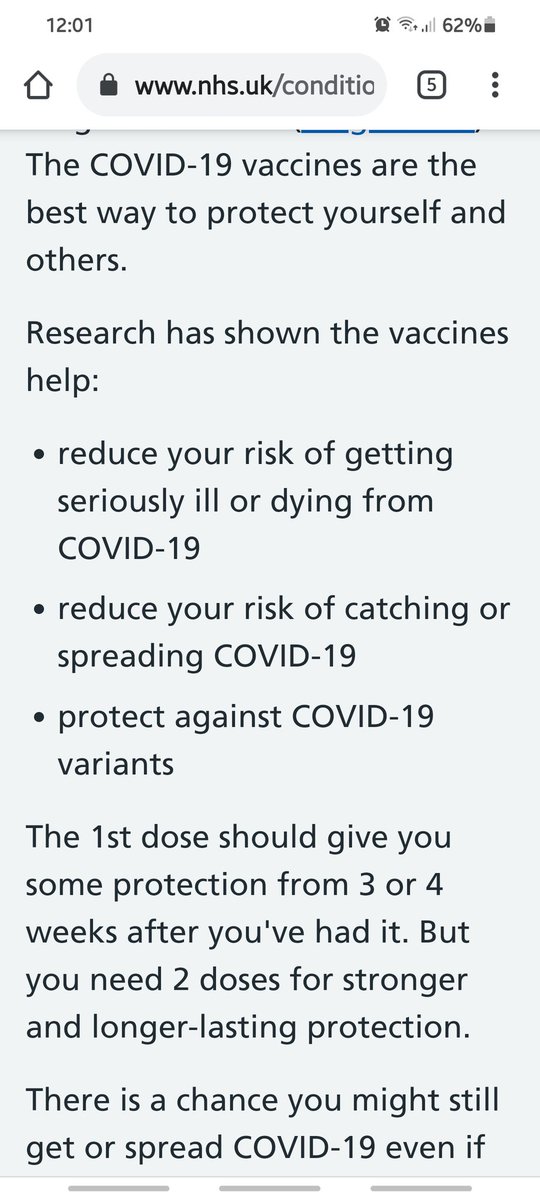 12:01 62%
www.nhs.uk/conditio 5
The COVID-19 vaccines are the
best way to protect yourself and
others.
Research has shown the vaccines
help:
• reduce your risk of getting
seriously ill or dying from
COVID-19
• reduce your risk of catching or
spreading COVID-19
• protect against COVID-19
variants
The 1st dose should give you
some protection from 3 or 4
weeks after you've had it. But
you need 2 doses for stronger
and longer-lasting protection.
There is a chance you might still
get or spread COVID-19 even if